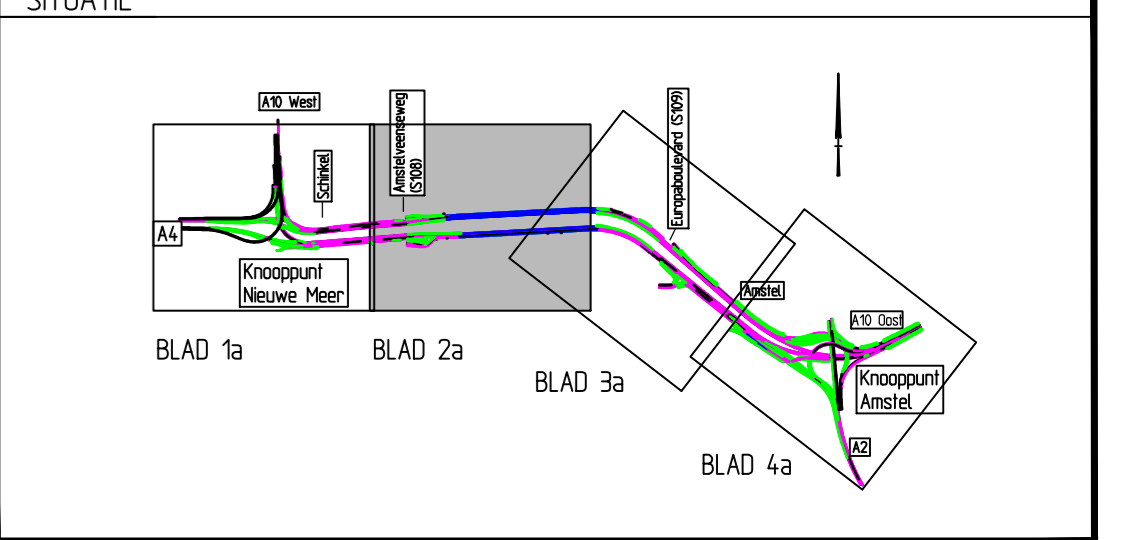 SITUATIE
A10 West
Schinkel
Amstelveenseweg
(S108)
Europaboulevard (S109)
A4
Knooppunt
Nieuwe Meer
Amstel
A10 Oost
Knooppunt
Amstel
A2
BLAD 1a
BLAD 2a
BLAD 3a
BLAD 4a